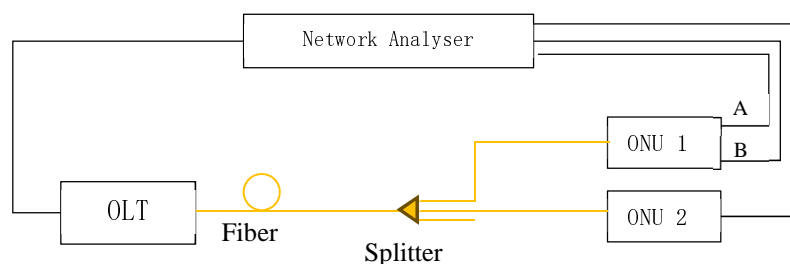 Network Analyser
A
ONU 1
B
OLT
ONU 2
Fiber
Splitter